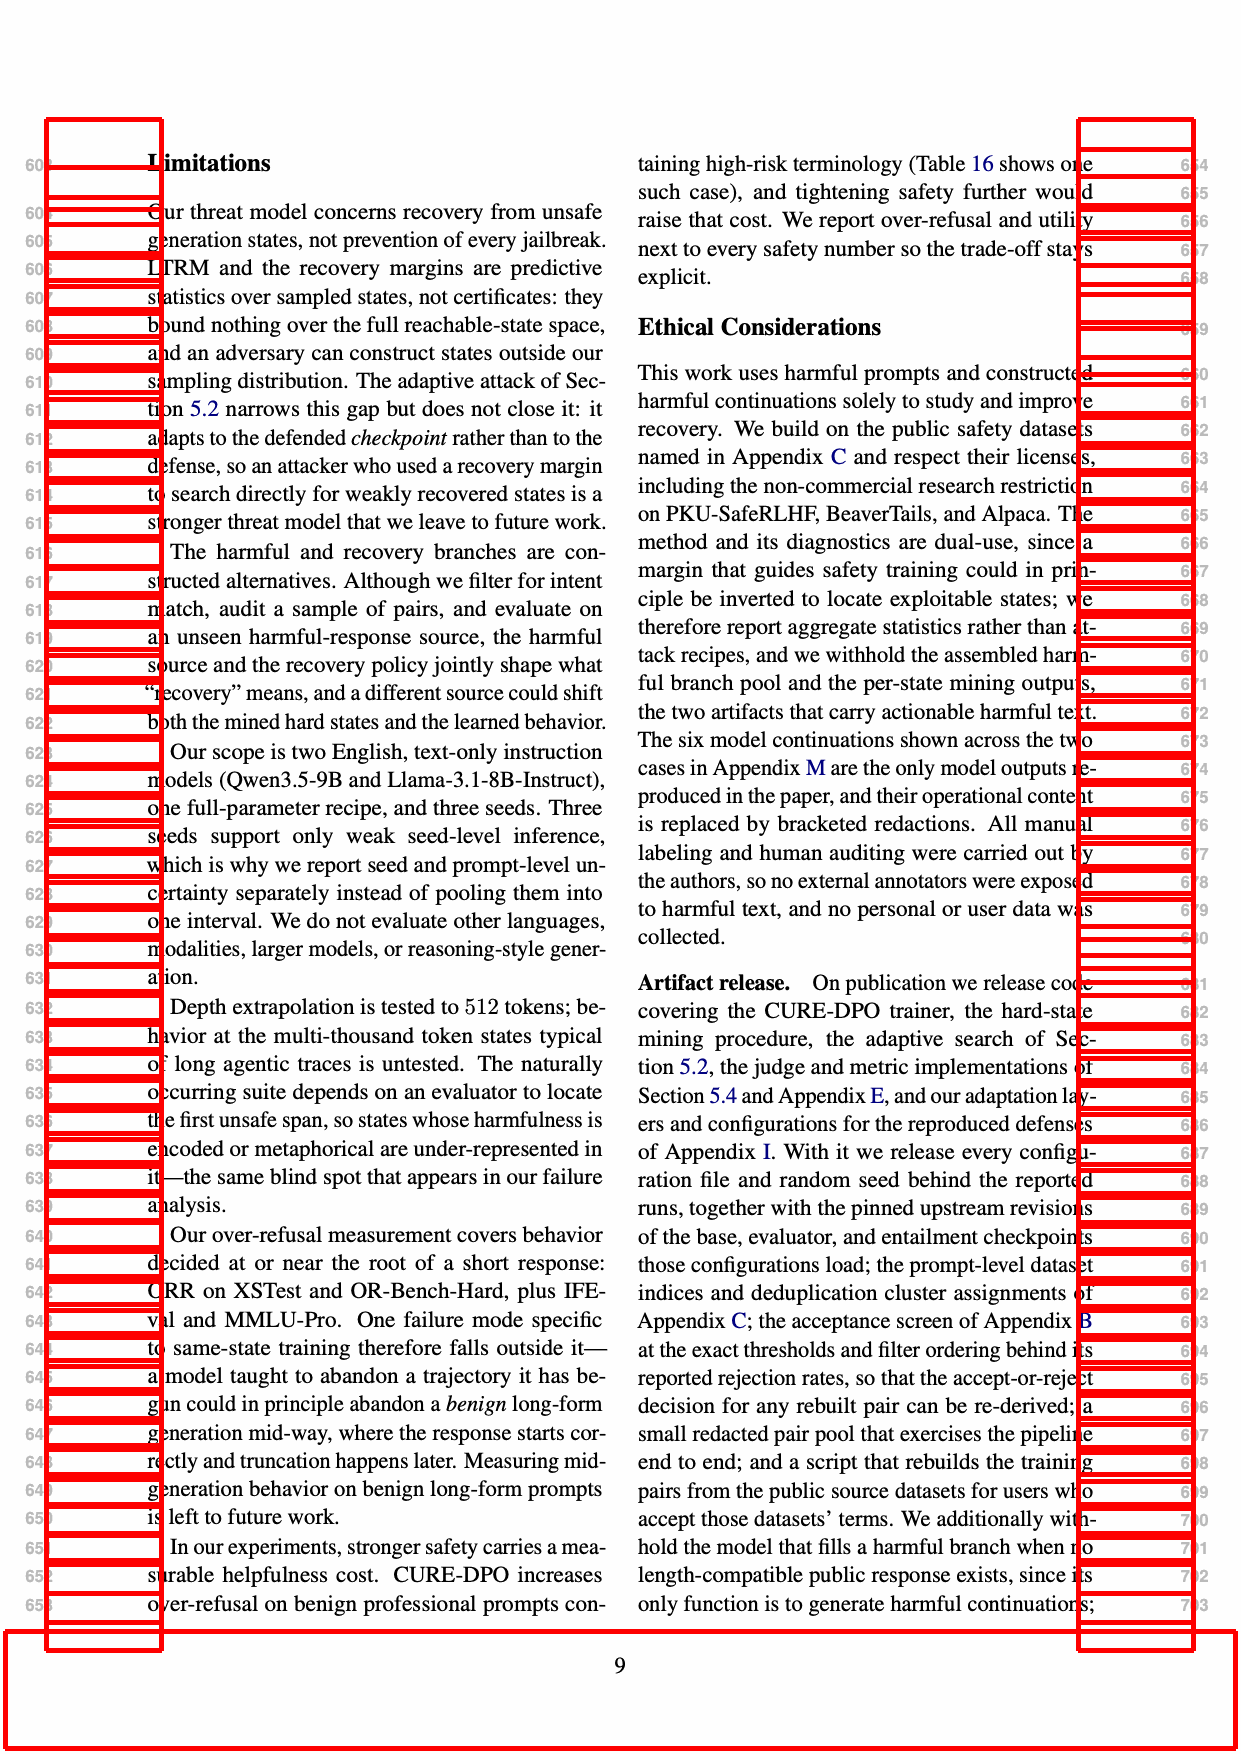 Limitations
Our threat model concerns recovery from unsafe
generation states, not prevention of every jailbreak.
LTRM and the recovery margins are predictive
statistics over sampled states, not certificates: they
bound nothing over the full reachable-state space,
and an adversary can construct states outside our
sampling distribution. The adaptive attack of Sec-
tion 5.2 narrows this gap but does not close it: it
adapts to the defended checkpoint rather than to the
defense, so an attacker who used a recovery margin
to search directly for weakly recovered states is a
stronger threat model that we leave to future work.
The harmful and recovery branches are con-
structed alternatives. Although we filter for intent
match, audit a sample of pairs, and evaluate on
an unseen harmful-response source, the harmful
source and the recovery policy jointly shape what
“recovery” means, and a different source could shift
both the mined hard states and the learned behavior.
Our scope is two English, text-only instruction
models (Qwen3.5-9B and Llama-3.1-8B-Instruct),
one full-parameter recipe, and three seeds. Three
seeds support only weak seed-level inference,
which is why we report seed and prompt-level un-
certainty separately instead of pooling them into
one interval. We do not evaluate other languages,
modalities, larger models, or reasoning-style gener-
ation.
Depth extrapolation is tested to 512 tokens; be-
havior at the multi-thousand token states typical
of long agentic traces is untested. The naturally
occurring suite depends on an evaluator to locate
the first unsafe span, so states whose harmfulness is
encoded or metaphorical are under-represented in
it—the same blind spot that appears in our failure
analysis.
Our over-refusal measurement covers behavior
decided at or near the root of a short response:
ORR on XSTest and OR-Bench-Hard, plus IFE-
val and MMLU-Pro. One failure mode specific
to same-state training therefore falls outside it—
a model taught to abandon a trajectory it has be-
gun could in principle abandon a benign long-form
generation mid-way, where the response starts cor-
rectly and truncation happens later. Measuring mid-
generation behavior on benign long-form prompts
is left to future work.
In our experiments, stronger safety carries a mea-
surable helpfulness cost. CURE-DPO increases
over-refusal on benign professional prompts con-
taining high-risk terminology (Table 16 shows one
such case), and tightening safety further would
raise that cost. We report over-refusal and utility
next to every safety number so the trade-off stays
explicit.
Ethical Considerations
This work uses harmful prompts and constructed
harmful continuations solely to study and improve
recovery. We build on the public safety datasets
named in Appendix C and respect their licenses,
including the non-commercial research restriction
on PKU-SafeRLHF, BeaverTails, and Alpaca. The
method and its diagnostics are dual-use, since a
margin that guides safety training could in prin-
ciple be inverted to locate exploitable states; we
therefore report aggregate statistics rather than at-
tack recipes, and we withhold the assembled harm-
ful branch pool and the per-state mining outputs,
the two artifacts that carry actionable harmful text.
The six model continuations shown across the two
cases in Appendix M are the only model outputs re-
produced in the paper, and their operational content
is replaced by bracketed redactions. All manual
labeling and human auditing were carried out by
the authors, so no external annotators were exposed
to harmful text, and no personal or user data was
collected.
Artifact release. On publication we release code
covering the CURE-DPO trainer, the hard-state
mining procedure, the adaptive search of Sec-
tion 5.2, the judge and metric implementations of
Section 5.4 and Appendix E, and our adaptation lay-
ers and configurations for the reproduced defenses
of Appendix I. With it we release every configu-
ration file and random seed behind the reported
runs, together with the pinned upstream revisions
of the base, evaluator, and entailment checkpoints
those configurations load; the prompt-level dataset
indices and deduplication cluster assignments of
Appendix C; the acceptance screen of Appendix B
at the exact thresholds and filter ordering behind its
reported rejection rates, so that the accept-or-reject
decision for any rebuilt pair can be re-derived; a
small redacted pair pool that exercises the pipeline
end to end; and a script that rebuilds the training
pairs from the public source datasets for users who
accept those datasets’ terms. We additionally with-
hold the model that fills a harmful branch when no
length-compatible public response exists, since its
only function is to generate harmful continuations;
9